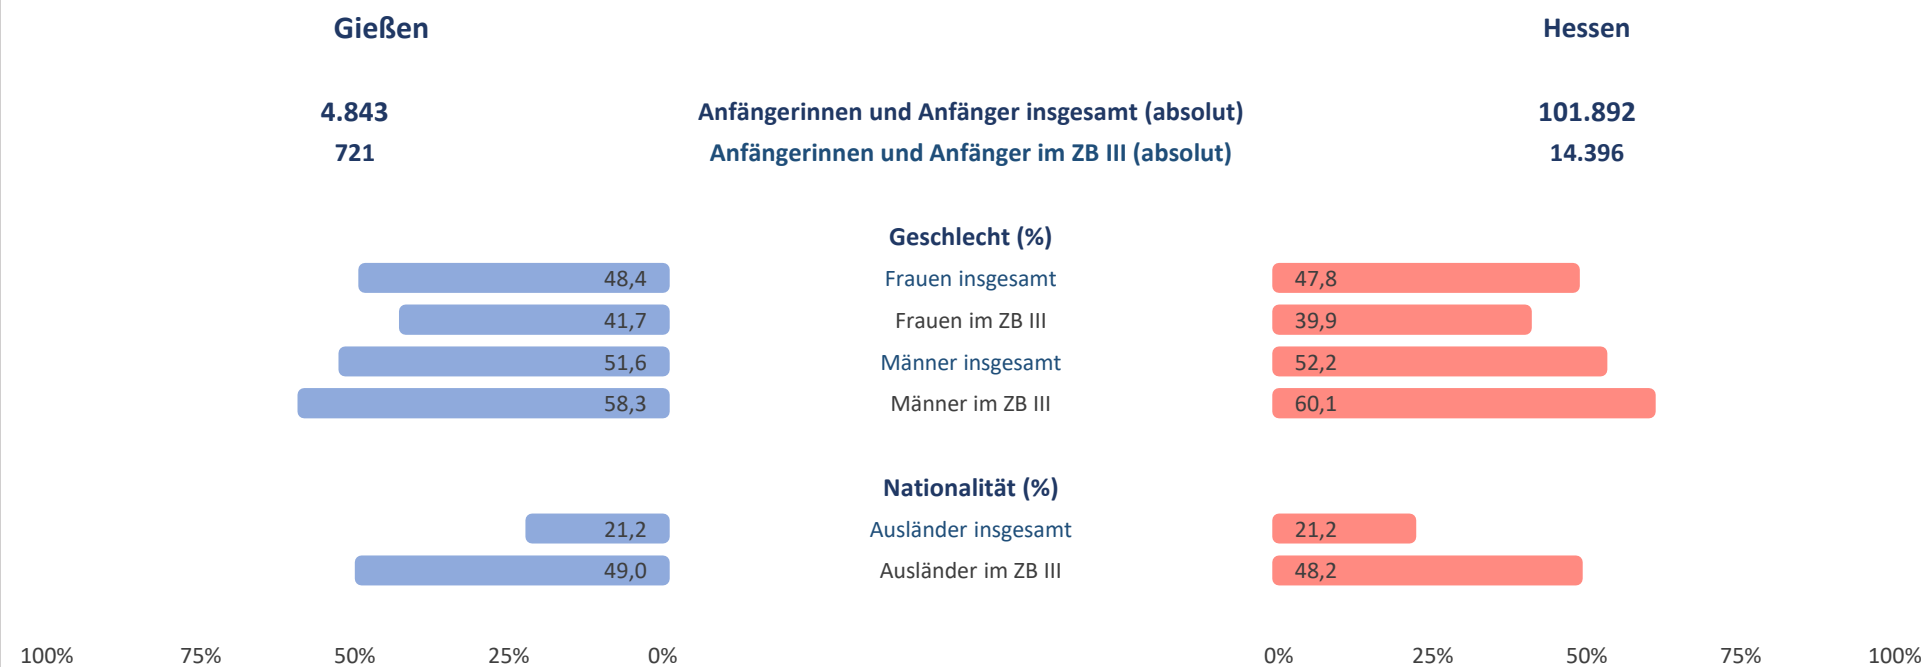 Gießen Hessen
4.843 Anfängerinnen und Anfänger insgesamt (absolut) 101.892
721 Anfängerinnen und Anfänger im ZB III (absolut) 14.396
Geschlecht (%)
48,4 Frauen insgesamt 47,8
41,7 Frauen im ZB III 39,9
51,6 Männer insgesamt 52,2
58,3 Männer im ZB III 60,1
Nationalität (%)
21,2 Ausländer insgesamt 21,2
49,0 Ausländer im ZB III 48,2
100% 75% 50% 25% 0% 0% 25% 50% 75% 100%